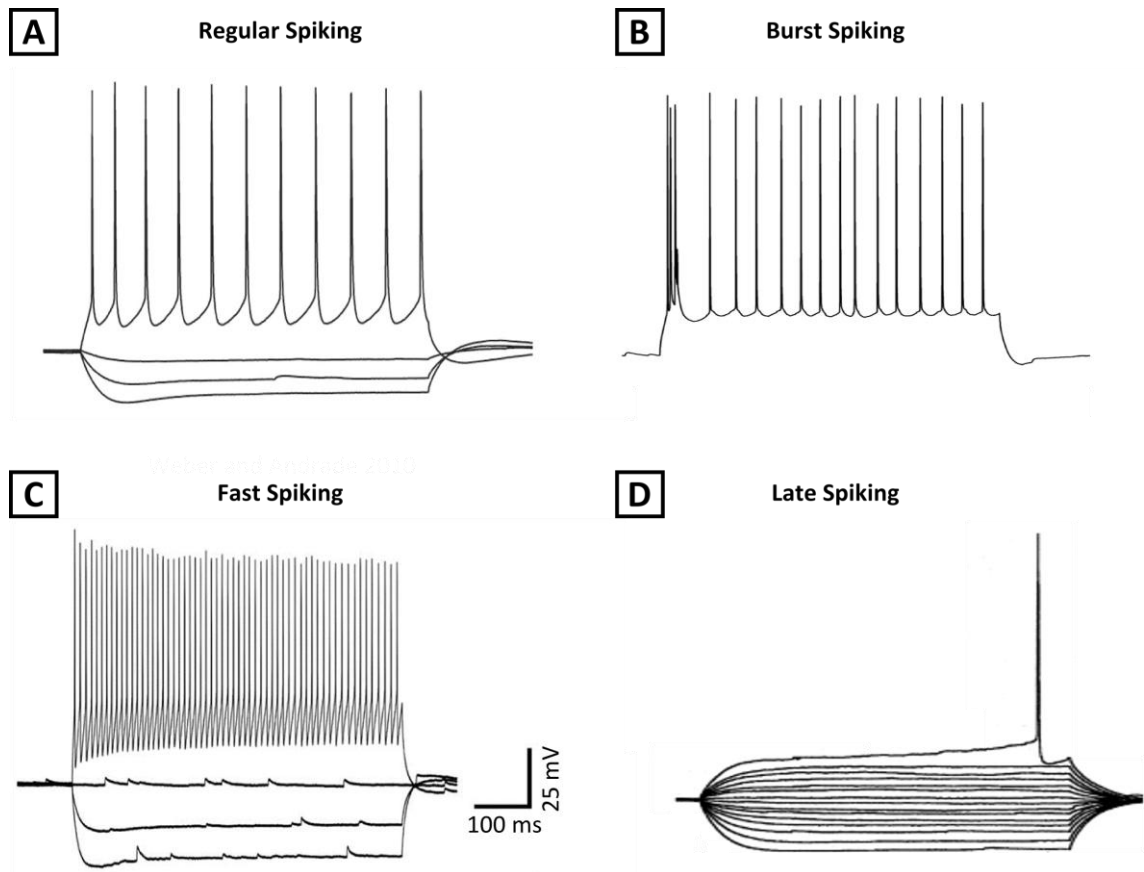 A
Regular Spiking
B
Burst Spiking
Weber and Andrade 2010
C
Fast Spiking
D
Late Spiking
25 mV
100 ms